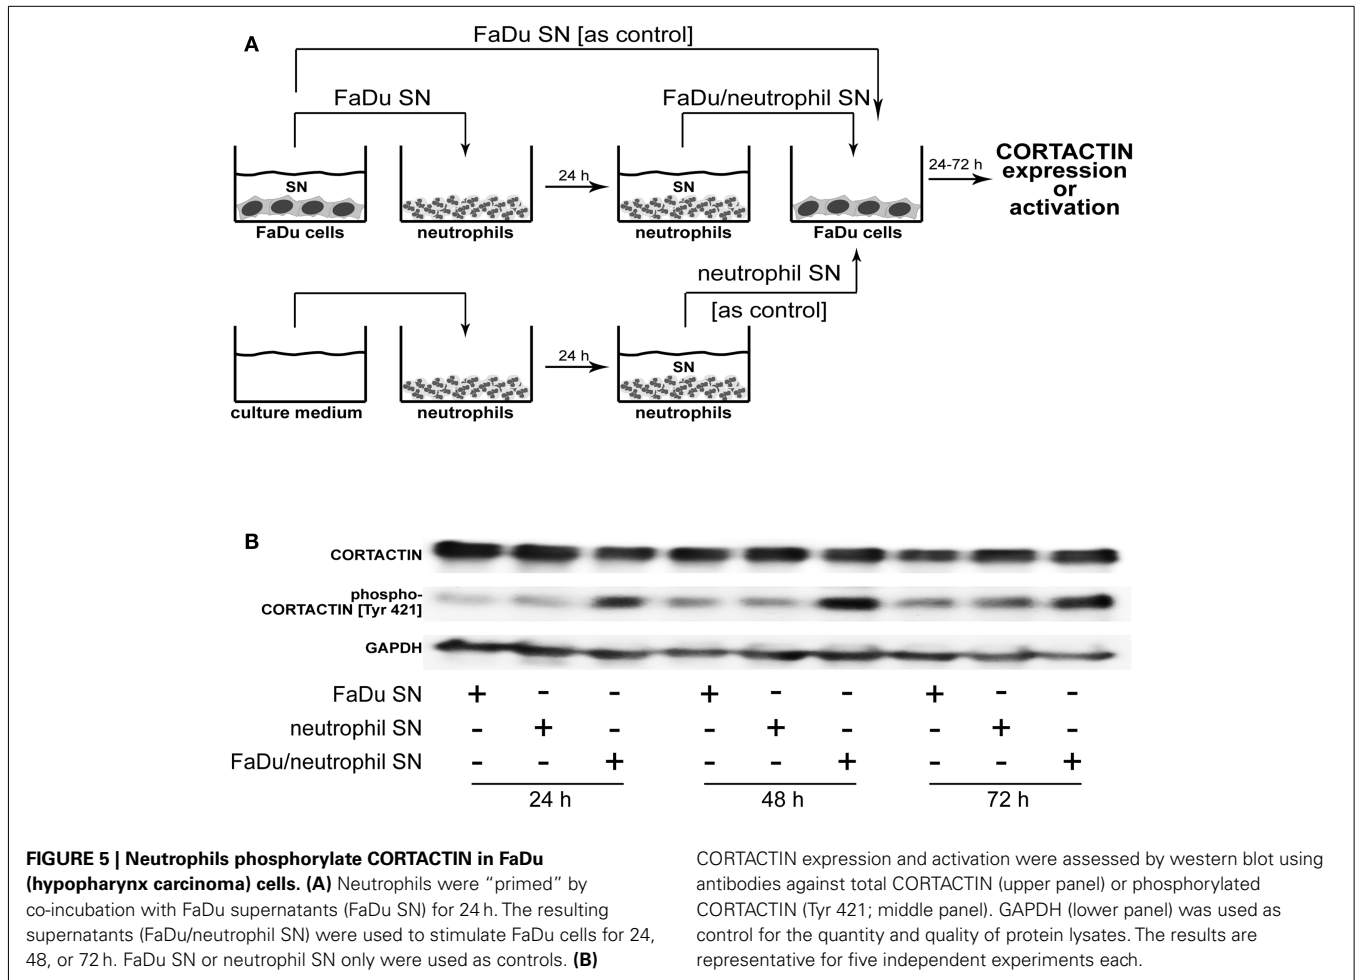 A
FaDu SN [as control]
FaDu SN
FaDu/neutrophil SN
SN
FaDu cells
neutrophils
24 h
SN
neutrophils
FaDu cells
24-72 h
CORTACTIN
expression
or
activation
neutrophil SN
[as control]
culture medium
neutrophils
24 h
SN
neutrophils
B
CORTACTIN
phospho-
CORTACTIN [Tyr 421]
GAPDH
FaDu SN + - - + - - + - -
neutrophil SN - + - - + - - + -
FaDu/neutrophil SN - - + - - + - - +
24 h 48 h 72 h
FIGURE 5 | Neutrophils phosphorylate CORTACTIN in FaDu
(hypopharynx carcinoma) cells. (A) Neutrophils were “primed” by
co-incubation with FaDu supernatants (FaDu SN) for 24 h. The resulting
supernatants (FaDu/neutrophil SN) were used to stimulate FaDu cells for 24,
48, or 72 h. FaDu SN or neutrophil SN only were used as controls. (B)
CORTACTIN expression and activation were assessed by western blot using
antibodies against total CORTACTIN (upper panel) or phosphorylated
CORTACTIN (Tyr 421; middle panel). GAPDH (lower panel) was used as
control for the quantity and quality of protein lysates. The results are
representative for five independent experiments each.